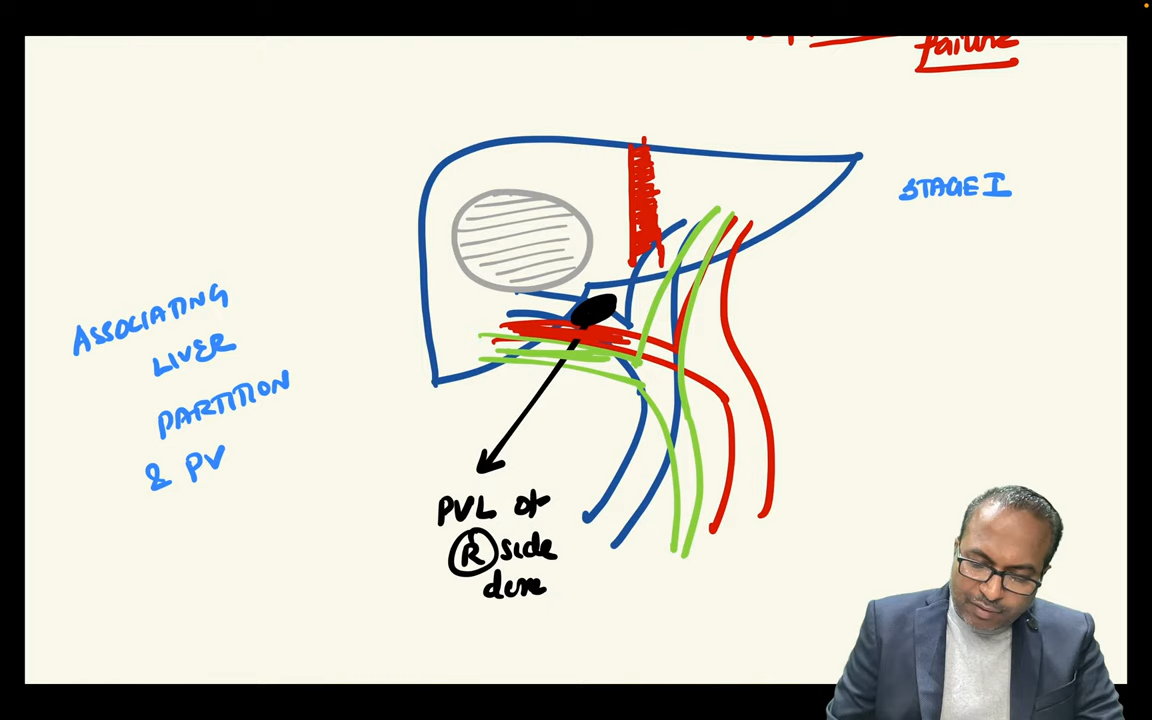 failure
STAGE I
ASSOCIATING
LIVER
PARTITION
& PV
PVL of
R side
done